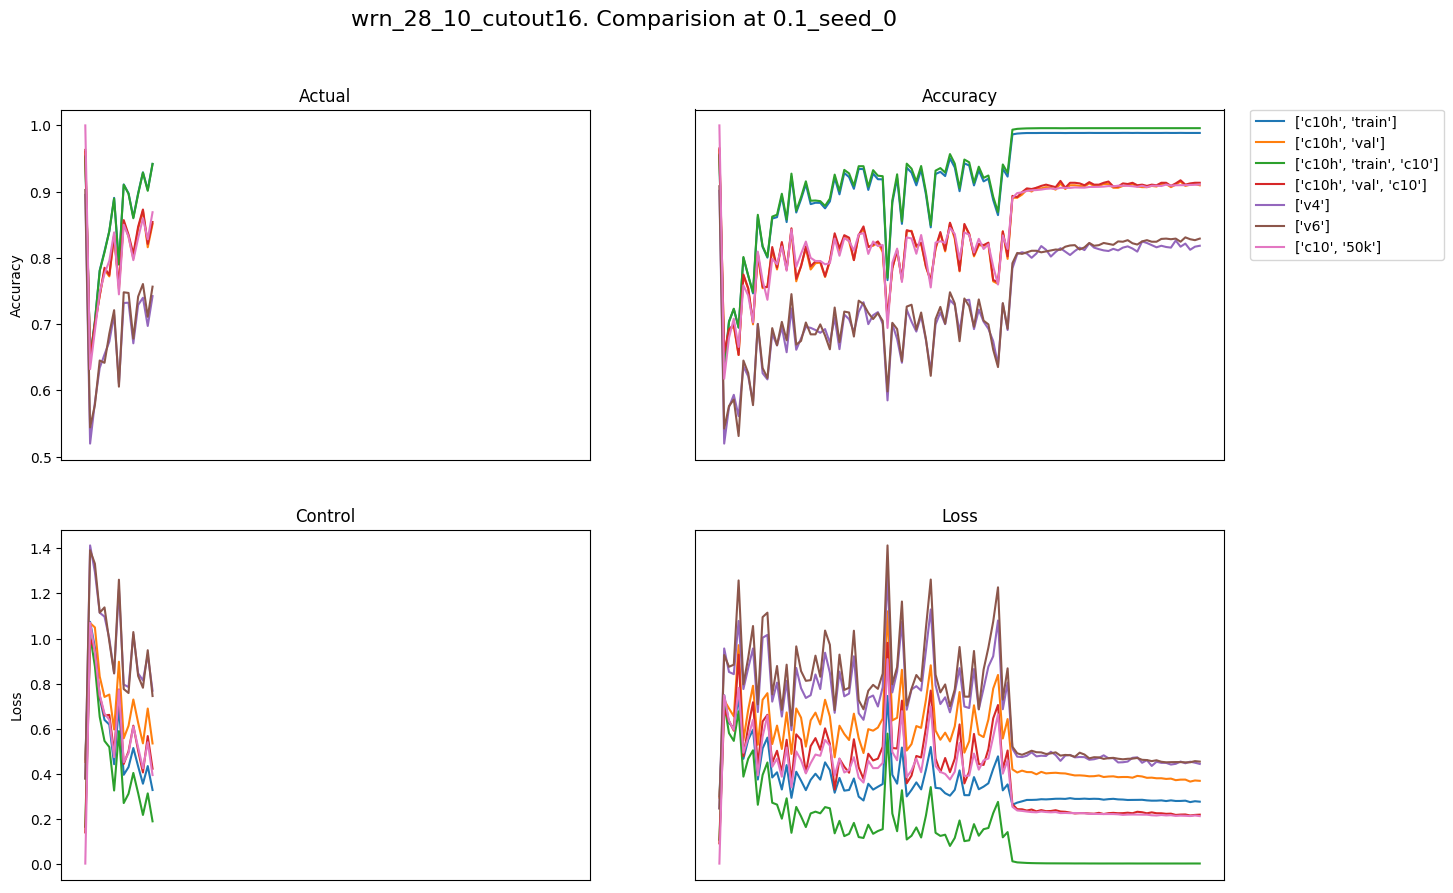 wrn_28_10_cutout16. Comparision at 0.1_seed_0
Actual
Accuracy
1.0
0.9
0.8
0.7
0.6
0.5
Accuracy
['c10h', 'train']
['c10h', 'val']
['c10h', 'train', 'c10']
['c10h', 'val', 'c10']
['v4']
['v6']
['c10', '50k']
Control
Loss
1.4
1.2
1.0
0.8
0.6
0.4
0.2
0.0
Loss